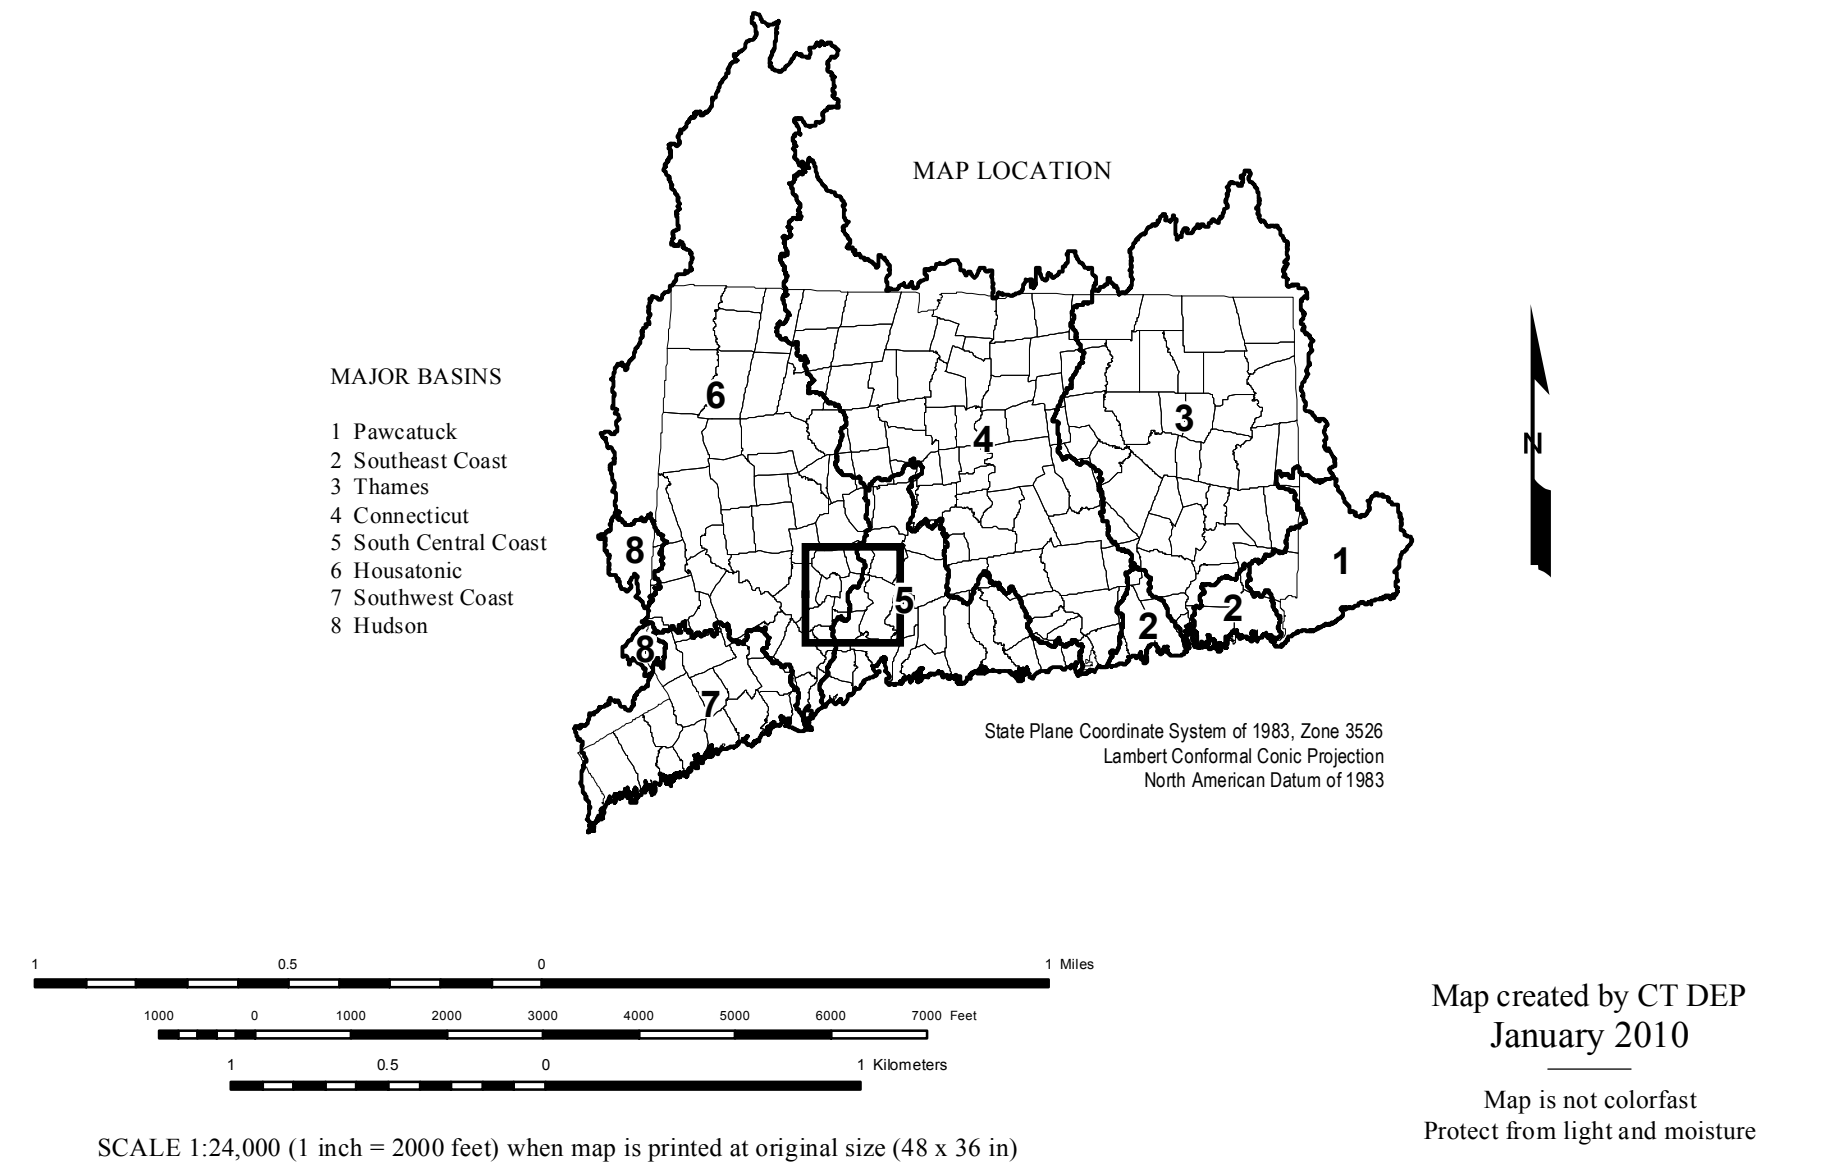 MAP LOCATION
MAJOR BASINS
1 Pawcatuck
2 Southeast Coast
3 Thames
4 Connecticut
5 South Central Coast
6 Housatonic
7 Southwest Coast
8 Hudson
6
3
4
N
8
1
5
2
2
8
7
State Plane Coordinate System of 1983, Zone 3526
Lambert Conformal Conic Projection
North American Datum of 1983
1 0.5 0 1 Miles
1000 0 1000 2000 3000 4000 5000 6000 7000 Feet
1 0.5 0 1 Kilometers
SCALE 1:24,000 (1 inch = 2000 feet) when map is printed at original size (48 x 36 in)
Map created by CT DEP
January 2010
Map is not colorfast
Protect from light and moisture